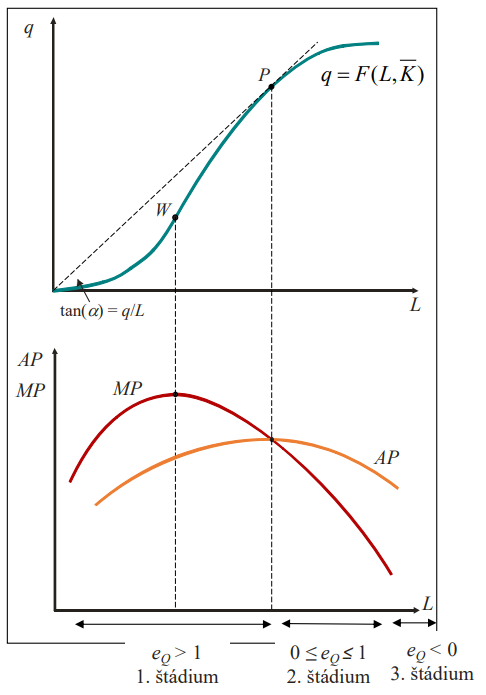 q
P
q = F(L, K̅)
W
L
tan(α) = q/L
AP
MP
MP
AP
L
e_Q > 1
1. štádium
0 ≤ e_Q ≤ 1
2. štádium
e_Q < 0
3. štádium